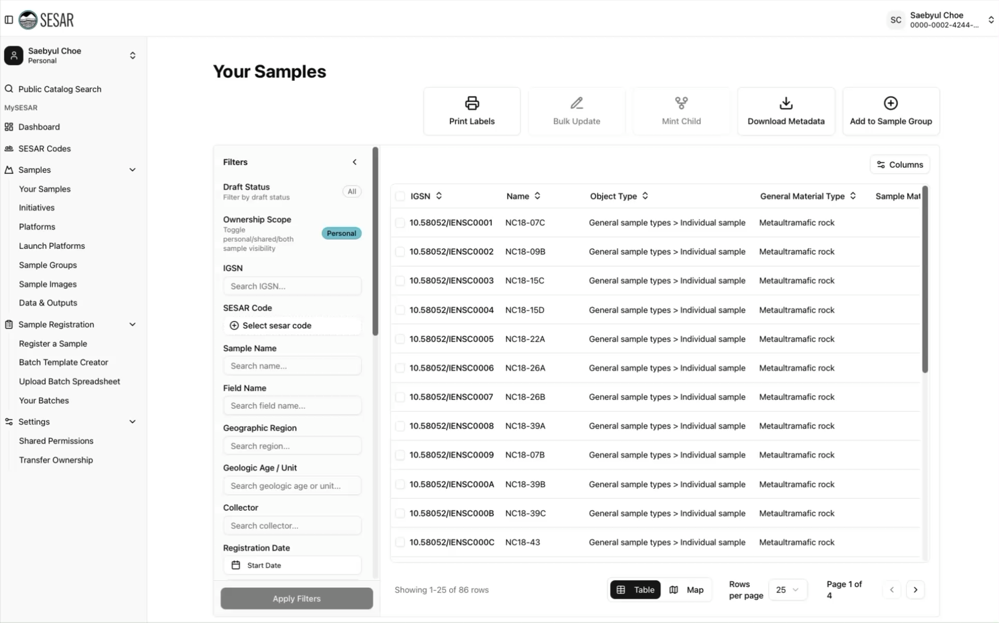 SESAR
SC
Saebyul Choe
0000-0002-4244-...
Saebyul Choe
Personal
Public Catalog Search
MySESAR
Dashboard
SESAR Codes
Samples
Your Samples
Initiatives
Platforms
Launch Platforms
Sample Groups
Sample Images
Data & Outputs
Sample Registration
Register a Sample
Batch Template Creator
Upload Batch Spreadsheet
Your Batches
Settings
Shared Permissions
Transfer Ownership
Your Samples
Print Labels
Bulk Update
Mint Child
Download Metadata
Add to Sample Group
Filters
Draft Status
Filter by draft status
All
Ownership Scope
Toggle
personal/shared/both
sample visibility
Personal
IGSN
Search IGSN...
SESAR Code
Select sesar code
Sample Name
Search name...
Field Name
Search field name...
Geographic Region
Search region...
Geologic Age / Unit
Search geologic age or unit...
Collector
Search collector...
Registration Date
Start Date
Apply Filters
Columns
IGSN Name Object Type General Material Type Sample Mat
10.58052/IENSC0001 NC18-07C General sample types > Individual sample Metaultramafic rock
10.58052/IENSC0002 NC18-09B General sample types > Individual sample Metaultramafic rock
10.58052/IENSC0003 NC18-15C General sample types > Individual sample Metaultramafic rock
10.58052/IENSC0004 NC18-15D General sample types > Individual sample Metaultramafic rock
10.58052/IENSC0005 NC18-22A General sample types > Individual sample Metaultramafic rock
10.58052/IENSC0006 NC18-26A General sample types > Individual sample Metaultramafic rock
10.58052/IENSC0007 NC18-26B General sample types > Individual sample Metaultramafic rock
10.58052/IENSC0008 NC18-39A General sample types > Individual sample Metaultramafic rock
10.58052/IENSC0009 NC18-07B General sample types > Individual sample Metaultramafic rock
10.58052/IENSC000A NC18-39B General sample types > Individual sample Metaultramafic rock
10.58052/IENSC000B NC18-39C General sample types > Individual sample Metaultramafic rock
10.58052/IENSC000C NC18-43 General sample types > Individual sample Metaultramafic rock
Showing 1-25 of 86 rows
Table
Map
Rows
per page
25
Page 1 of
4